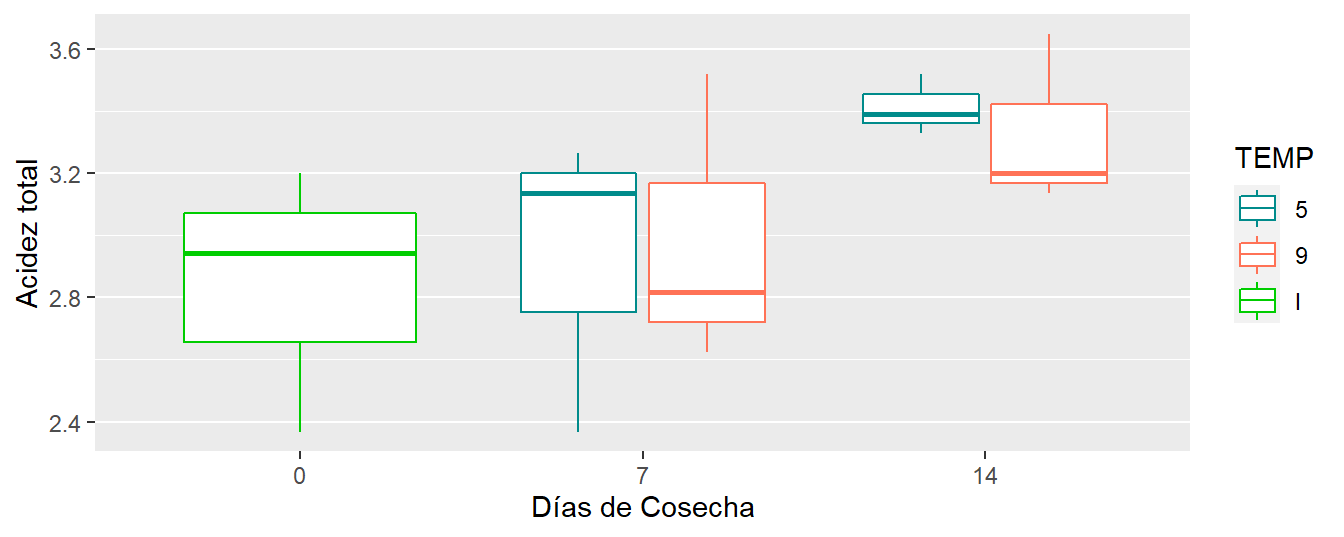 Acidez total
3.6
3.2
2.8
2.4
0
7
14
Días de Cosecha
TEMP
5
9
I